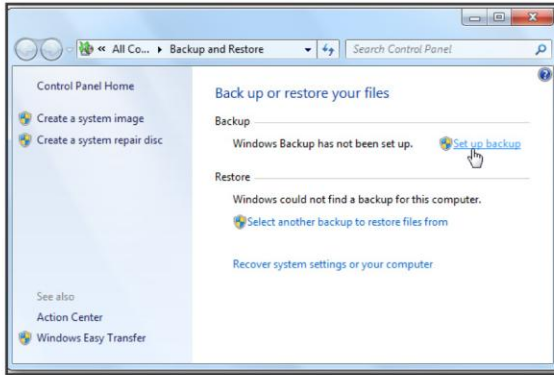 « All Co... ▸ Backup and Restore
Search Control Panel
Control Panel Home
Create a system image
Create a system repair disc
See also
Action Center
Windows Easy Transfer
Back up or restore your files
Backup
Windows Backup has not been set up. Set up backup
Restore
Windows could not find a backup for this computer.
Select another backup to restore files from
Recover system settings or your computer